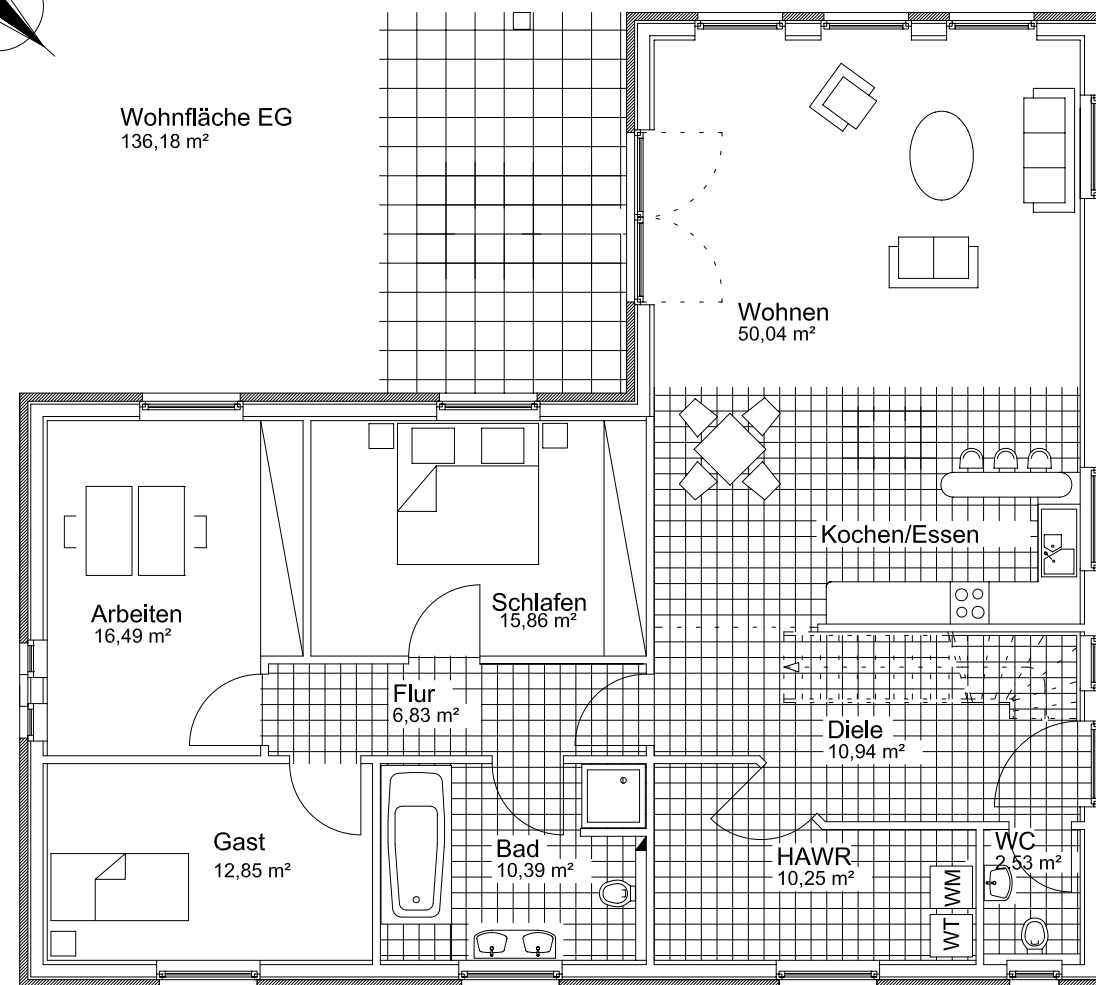 Wohnfläche EG
136,18 m²
Wohnen
50,04 m²
Kochen/Essen
Arbeiten
16,49 m²
Schlafen
15,86 m²
Flur
6,83 m²
Diele
10,94 m²
Gast
12,85 m²
Bad
10,39 m²
HAWR
10,25 m²
WC
2,53 m²
WM
WT